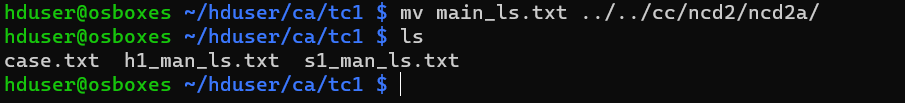 hduser@osboxes ~/hduser/ca/tc1 $ mv main_ls.txt ../../cc/ncd2/ncd2a/
hduser@osboxes ~/hduser/ca/tc1 $ ls
case.txt  h1_man_ls.txt  s1_man_ls.txt
hduser@osboxes ~/hduser/ca/tc1 $